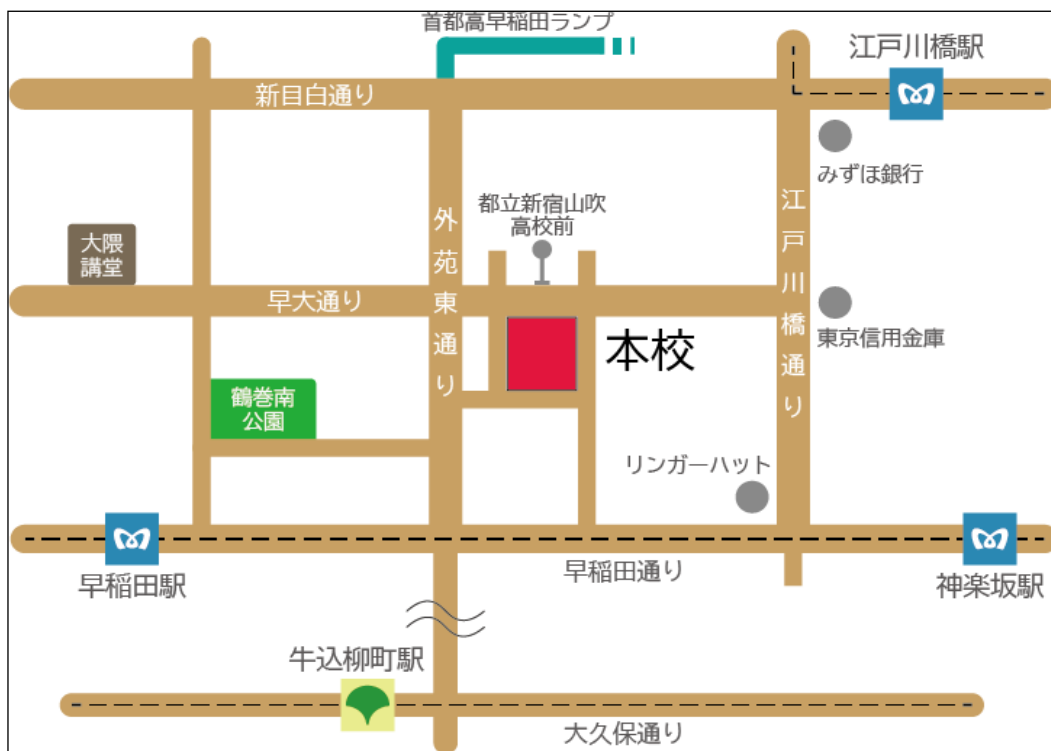 首都高早稲田ランプ
江戸川橋駅
新目白通り
みずほ銀行
都立新宿山吹
高校前
江戸川橋通り
外苑東通り
大隈
講堂
早大通り
東京信用金庫
本校
鶴巻南
公園
リンガーハット
早稲田駅
早稲田通り
神楽坂駅
牛込柳町駅
大久保通り